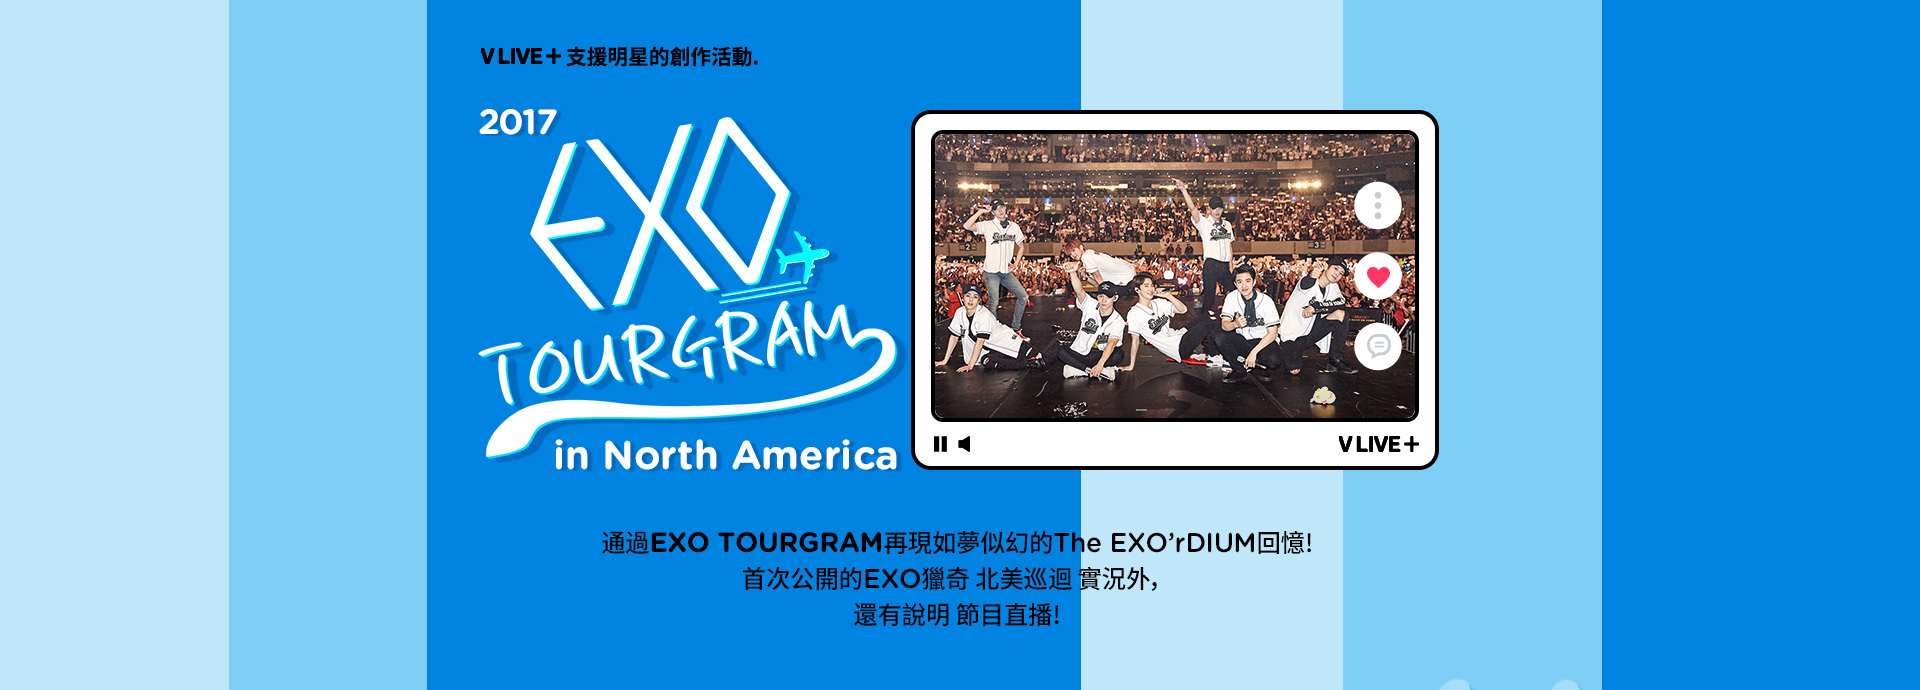 V LIVE+ 支援明星的創作活動.
2017
EXO
TOURGRAM
in North America
V LIVE+
通過EXO TOURGRAM再現如夢似幻的The EXO’rDIUM回憶!
首次公開的EXO獵奇 北美巡迴 實況外,
還有說明 節目直播!